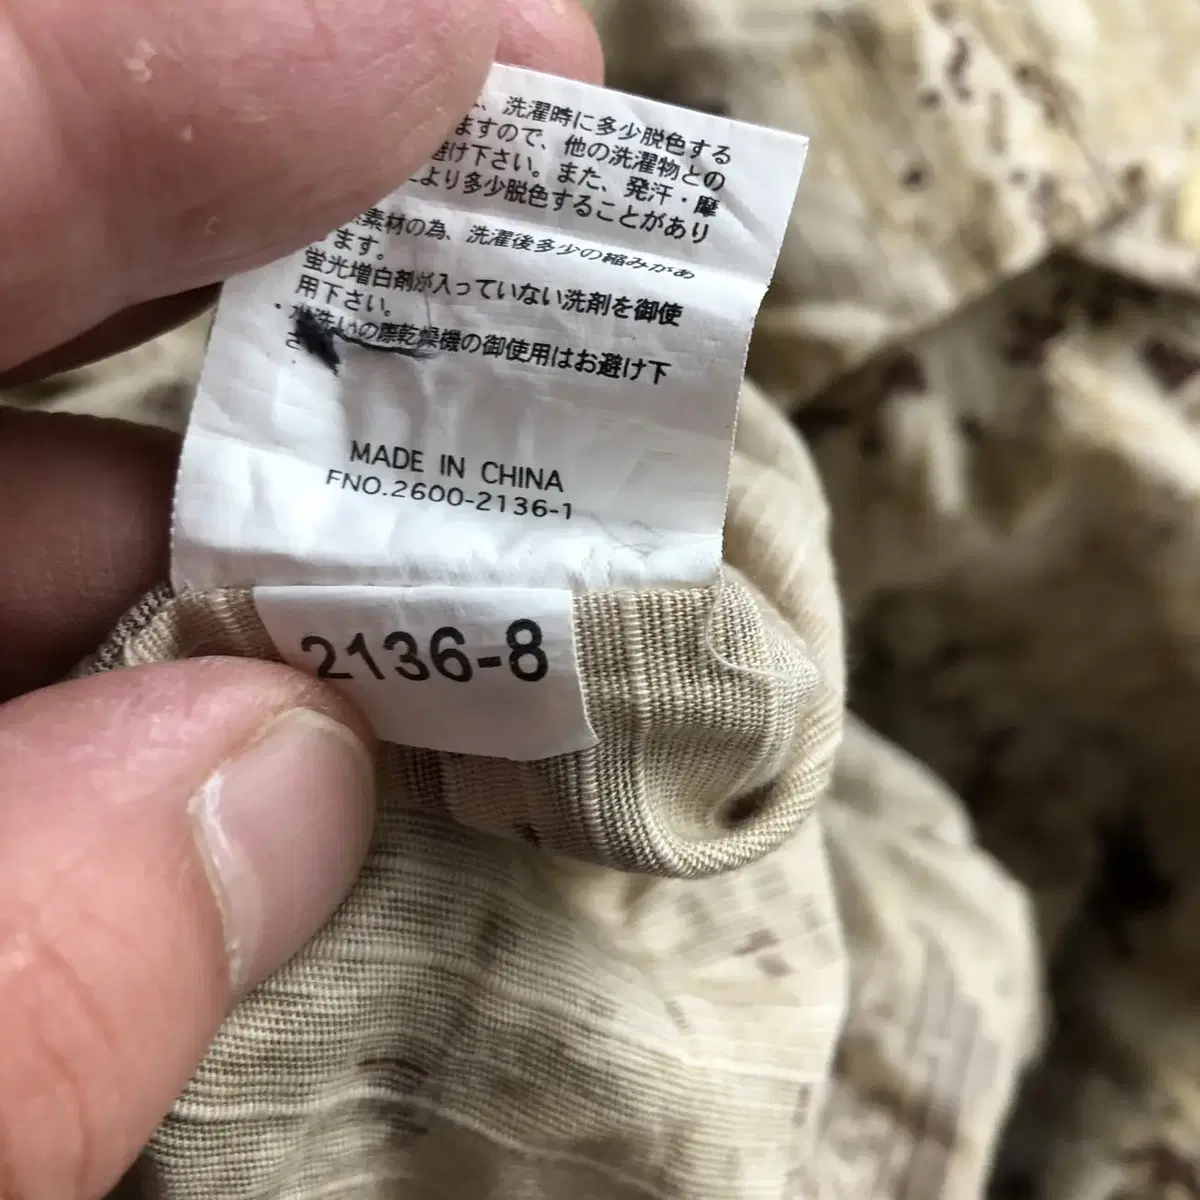 、洗濯時に多少脱色する
ますので、他の洗濯物との
避け下さい。また、発汗・摩
より多少脱色することがあり
素材の為、洗濯後多少の縮みがあ
ます。
蛍光増白剤が入っていない洗剤を御使
用下さい。
・水洗いの際乾燥機の御使用はお避け下
さ
MADE IN CHINA
FNO.2600-2136-1
2136-8